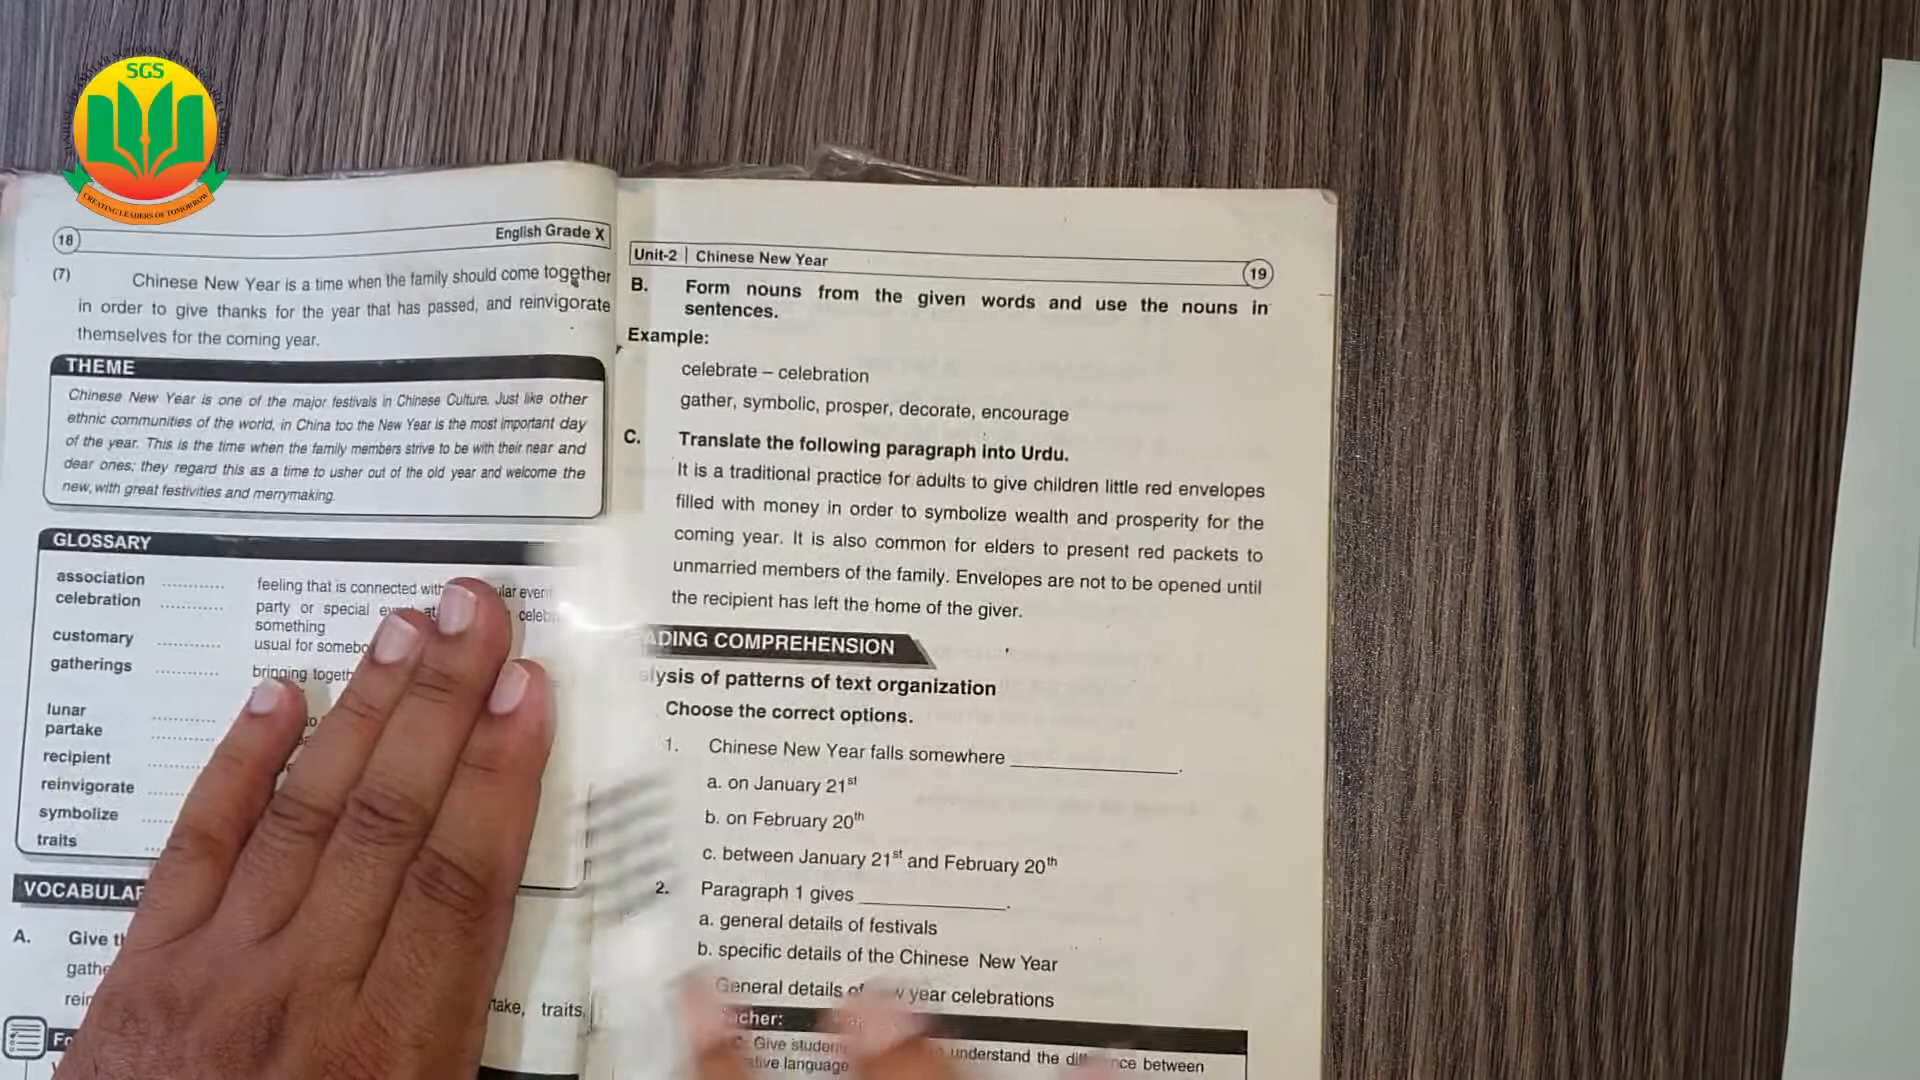 SGS
CREATING LEADERS OF TOMORROW
18
English Grade X
(7) Chinese New Year is a time when the family should come together
in order to give thanks for the year that has passed, and reinvigorate
themselves for the coming year.
THEME
Chinese New Year is one of the major festivals in Chinese Culture. Just like other
ethnic communities of the world, in China too the New Year is the most important day
of the year. This is the time when the family members strive to be with their near and
dear ones; they regard this as a time to usher out of the old year and welcome the
new, with great festivities and merrymaking.
GLOSSARY
association ........... feeling that is connected with
celebration ........... party or special
something
customary ........... usual for
gatherings ........... bringing
lunar ...........
partake ...........
recipient
reinvigorate
symbolize
traits
A. Give
take, traits,
Unit-2 | Chinese New Year
19
B. Form nouns from the given words and use the nouns in
sentences.
Example:
celebrate – celebration
gather, symbolic, prosper, decorate, encourage
C. Translate the following paragraph into Urdu.
It is a traditional practice for adults to give children little red envelopes
filled with money in order to symbolize wealth and prosperity for the
coming year. It is also common for elders to present red packets to
unmarried members of the family. Envelopes are not to be opened until
the recipient has left the home of the giver.
ADING COMPREHENSION
lysis of patterns of text organization
Choose the correct options.
1. Chinese New Year falls somewhere ____________.
a. on January 21st
b. on February 20th
c. between January 21st and February 20th
2. Paragraph 1 gives ____________.
a. general details of festivals
b. specific details of the Chinese New Year
General details of year celebrations
cher:
Give understand the between
language